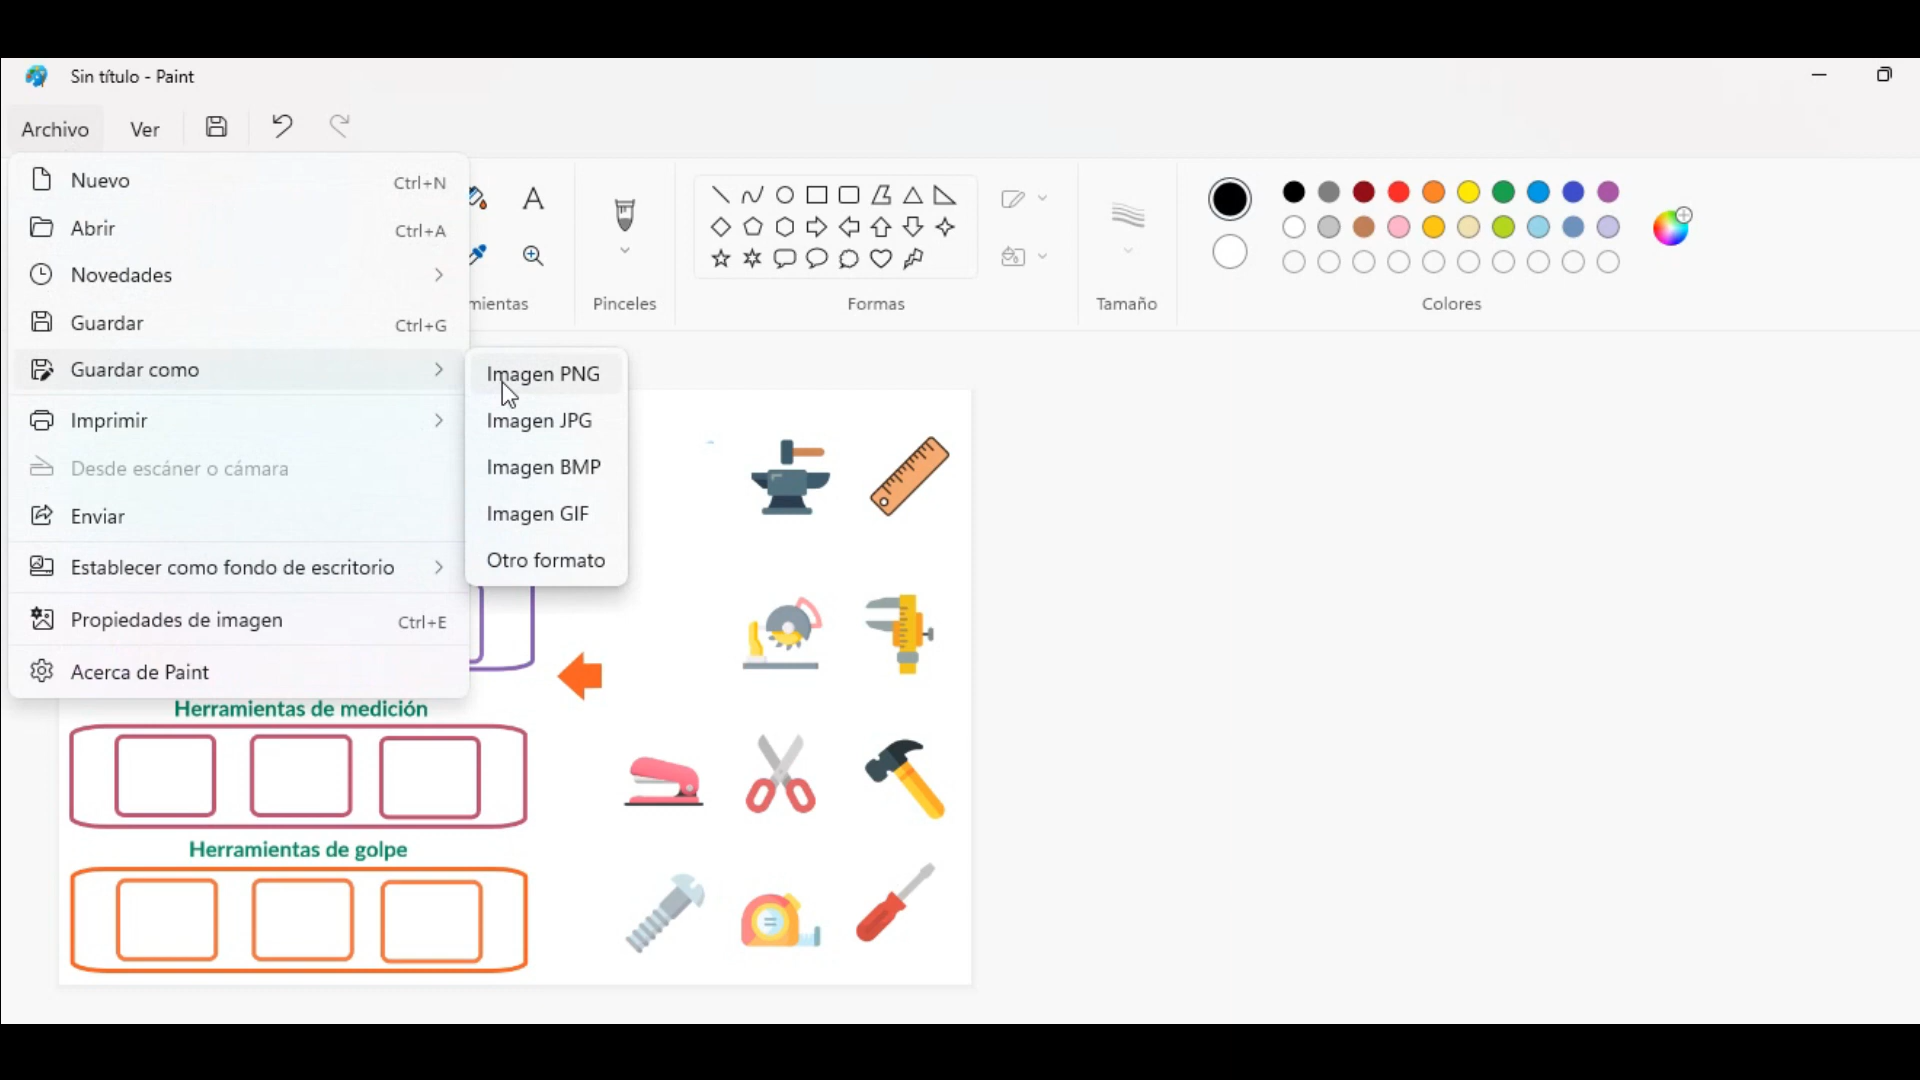 Sin título - Paint
Archivo Ver
Nuevo Ctrl+N
Abrir Ctrl+A
Novedades
Guardar Ctrl+G
Guardar como
Imprimir
Desde escáner o cámara
Enviar
Establecer como fondo de escritorio
Propiedades de imagen Ctrl+E
Acerca de Paint
Imagen PNG
Imagen JPG
Imagen BMP
Imagen GIF
Otro formato
A
mientas
Pinceles
Formas
Tamaño
Colores
Herramientas de medición
Herramientas de golpe